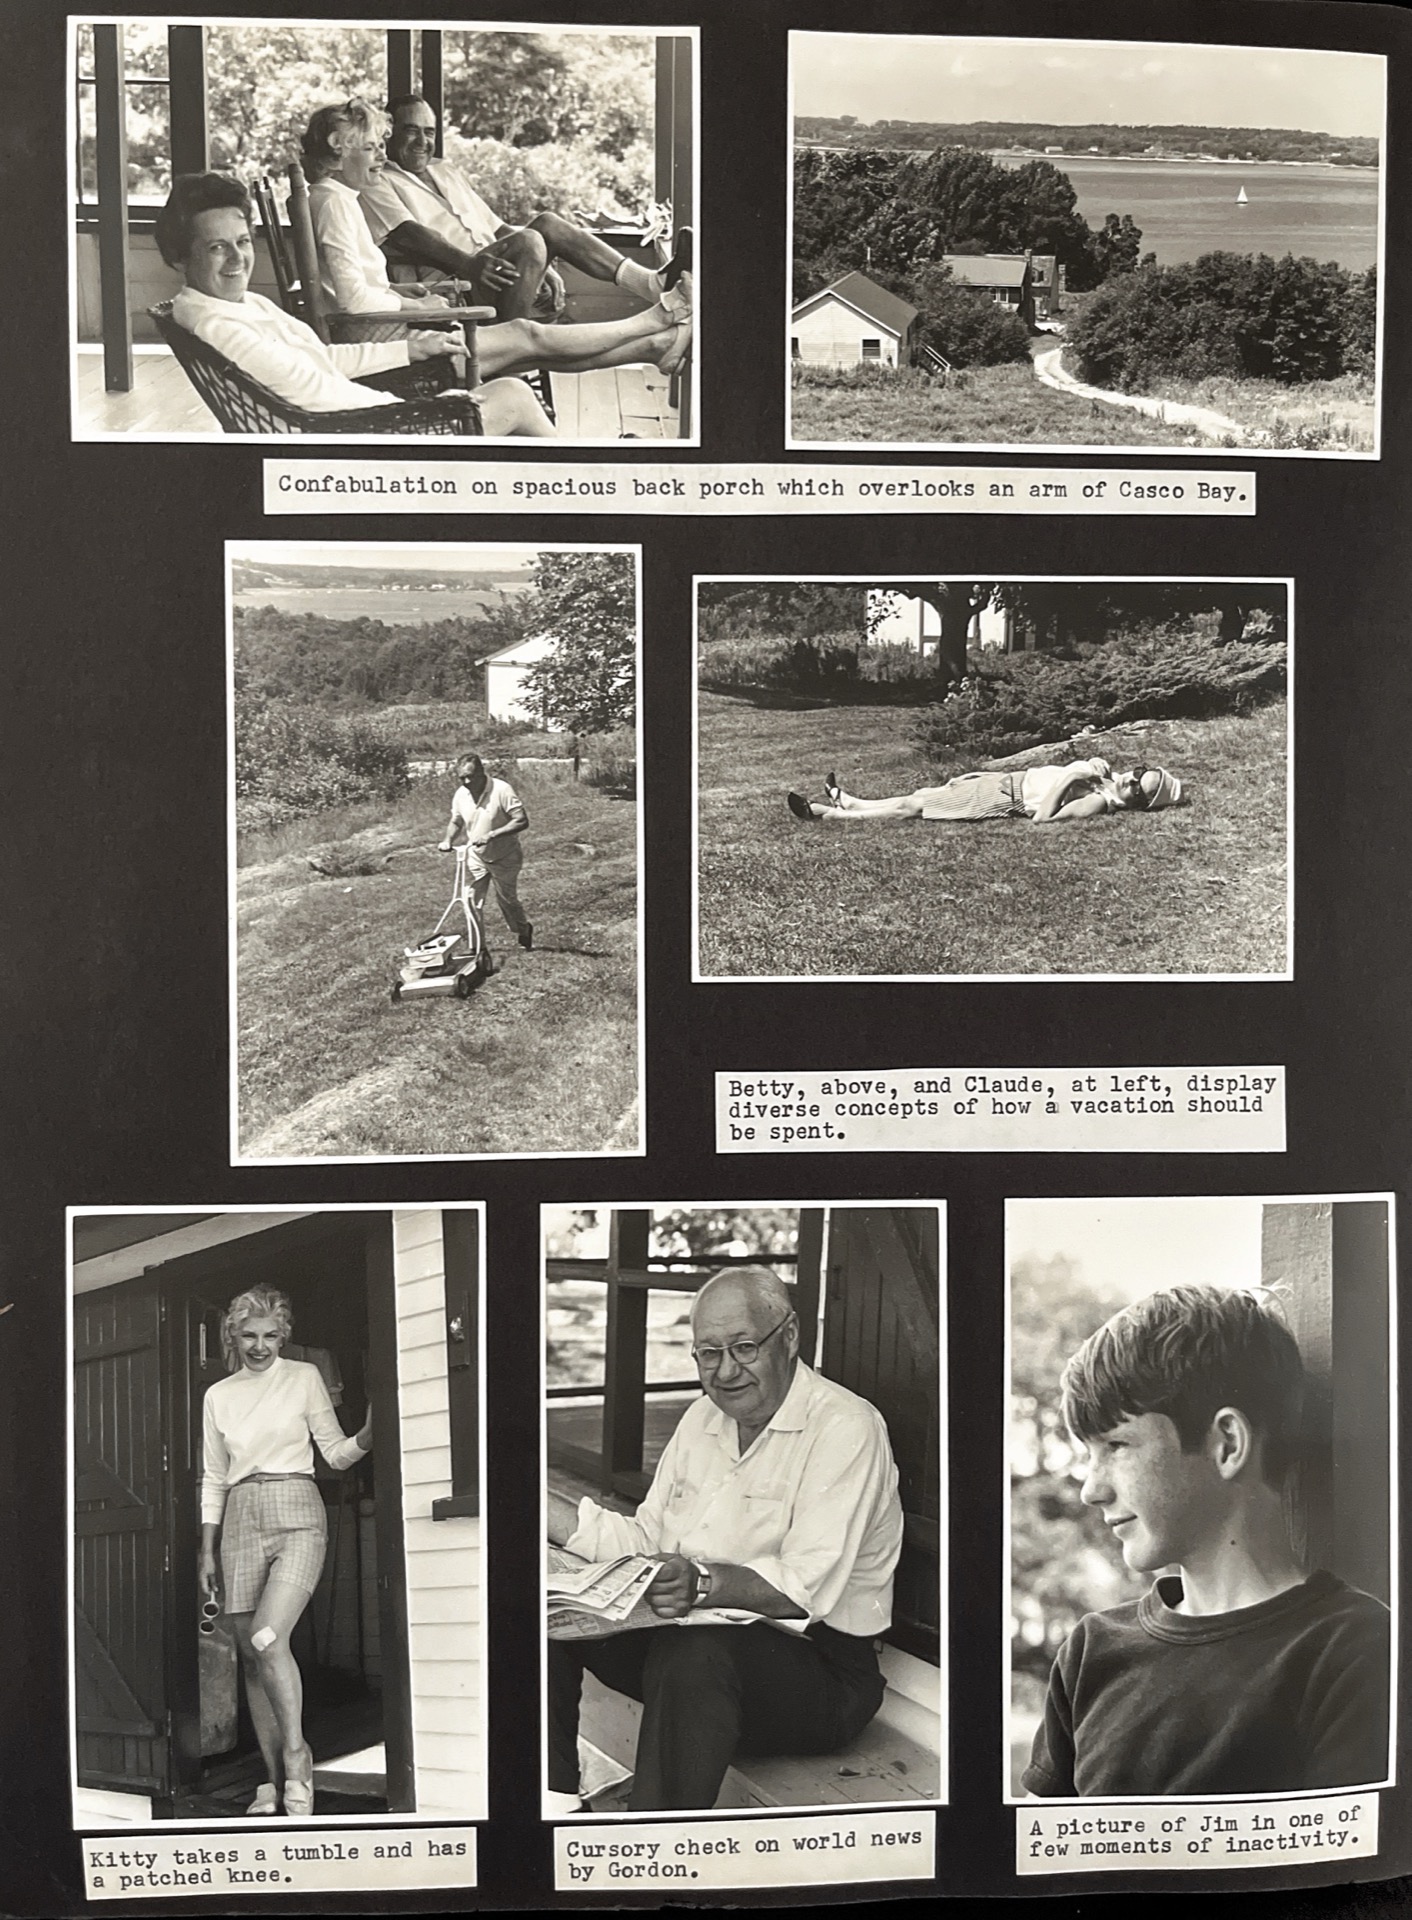 Confabulation on spacious back porch which overlooks an arm of Casco Bay.
Betty, above, and Claude, at left, display
diverse concepts of how a vacation should
be spent.
Kitty takes a tumble and has
a patched knee.
Cursory check on world news
by Gordon.
A picture of Jim in one of
few moments of inactivity.